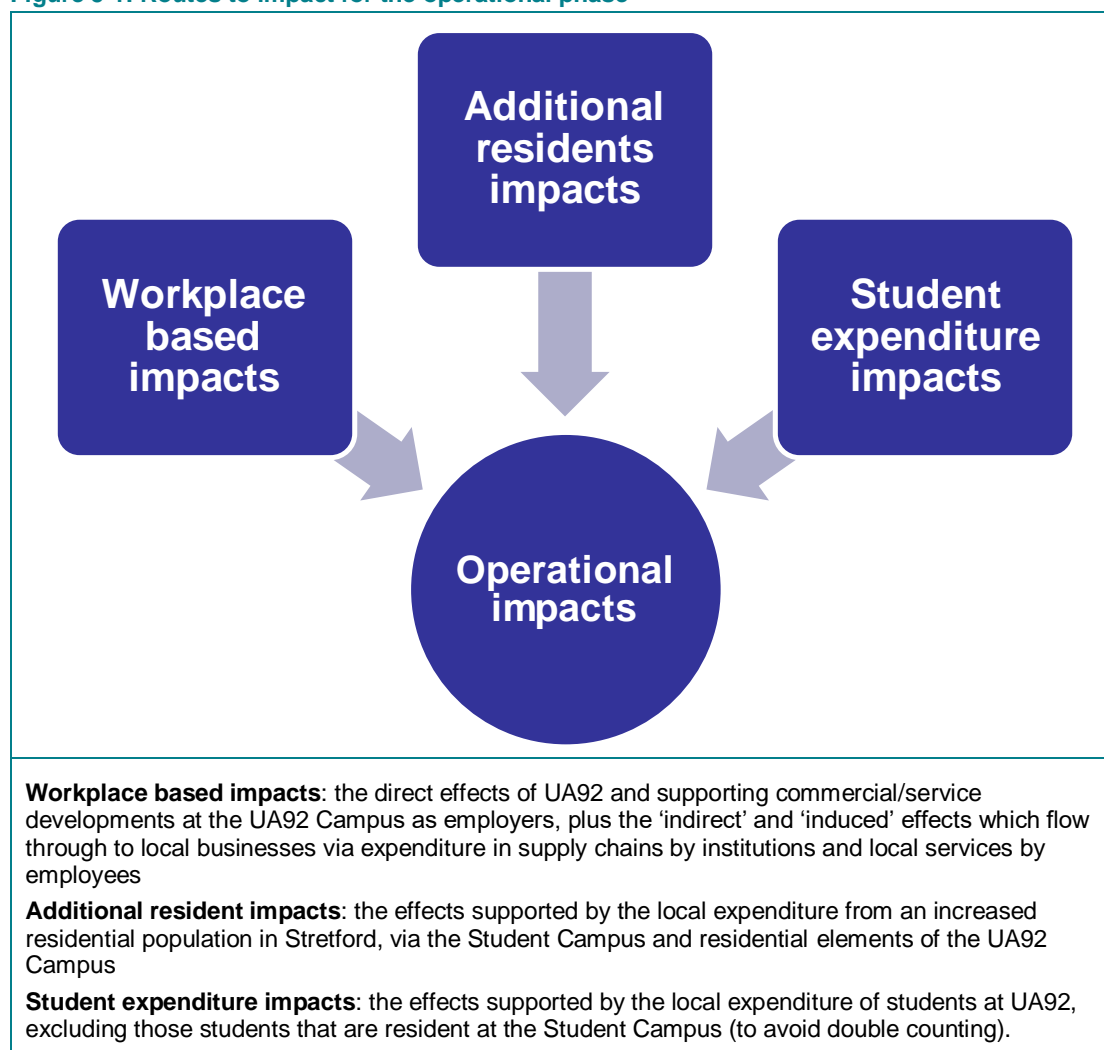 Additional
residents
impacts
Workplace
based
impacts
Student
expenditure
impacts
Operational
impacts
Workplace based impacts: the direct effects of UA92 and supporting commercial/service
developments at the UA92 Campus as employers, plus the ‘indirect’ and ‘induced’ effects which flow
through to local businesses via expenditure in supply chains by institutions and local services by
employees
Additional resident impacts: the effects supported by the local expenditure from an increased
residential population in Stretford, via the Student Campus and residential elements of the UA92
Campus
Student expenditure impacts: the effects supported by the local expenditure of students at UA92,
excluding those students that are resident at the Student Campus (to avoid double counting).